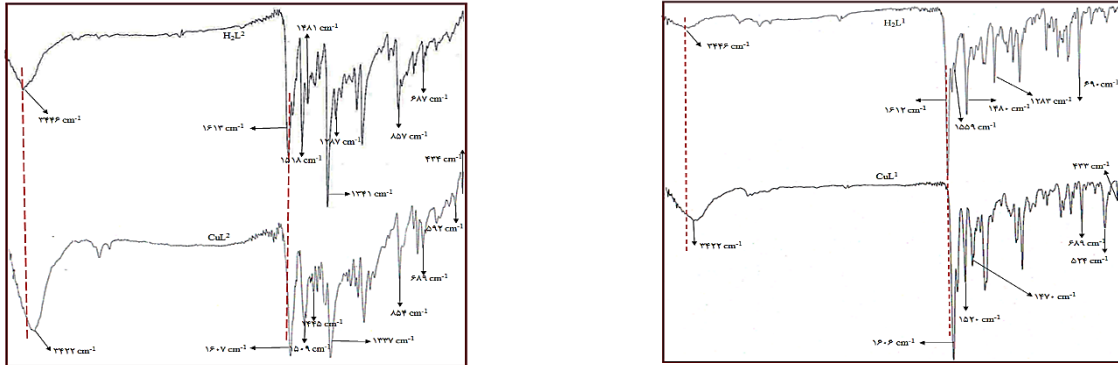 ۱۴۸۱ cm-1
H2L2
۳۴۴۶ cm-1
۱۶۱۳ cm-1
۱۵۱۸ cm-1
۱۲۸۷ cm-1
۱۳۴۱ cm-1
۸۵۷ cm-1
۶۸۷ cm-1
۴۳۴ cm-1
CuL2
۳۴۲۲ cm-1
۱۶۰۷ cm-1
۱۵۰۹ cm-1
۱۴۴۵ cm-1
۱۳۳۷ cm-1
۸۵۴ cm-1
۶۸۹ cm-1
۵۹۲ cm-1
H2L1
۳۴۴۶ cm-1
۱۶۱۲ cm-1
۱۵۵۹ cm-1
۱۴۸۰ cm-1
۱۲۸۳ cm-1
۶۹۰ cm-1
۴۳۳ cm-1
CuL1
۳۴۲۲ cm-1
۱۶۰۶ cm-1
۱۵۲۰ cm-1
۱۴۷۰ cm-1
۶۸۹ cm-1
۵۲۴ cm-1